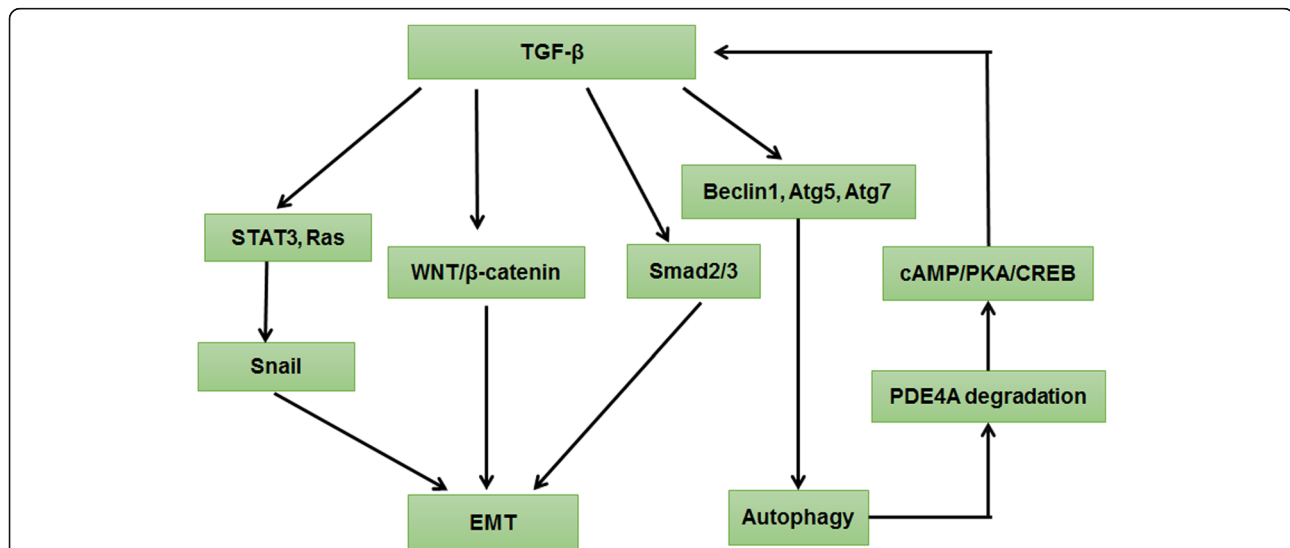 TGF-β
Beclin1, Atg5, Atg7
STAT3, Ras
WNT/β-catenin
Smad2/3
cAMP/PKA/CREB
Snail
PDE4A degradation
EMT
Autophagy